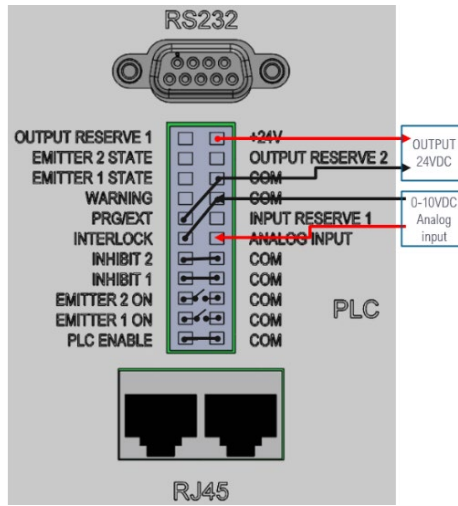 RS232
OUTPUT RESERVE 1 +24V
EMITTER 2 STATE OUTPUT RESERVE 2
EMITTER 1 STATE COM
WARNING COM
PRG/EXT INPUT RESERVE 1
INTERLOCK ANALOG INPUT
INHIBIT 2 COM
INHIBIT 1 COM
EMITTER 2 ON COM
EMITTER 1 ON COM
PLC ENABLE COM
PLC
OUTPUT
24VDC
0-10VDC
Analog
input
RJ45